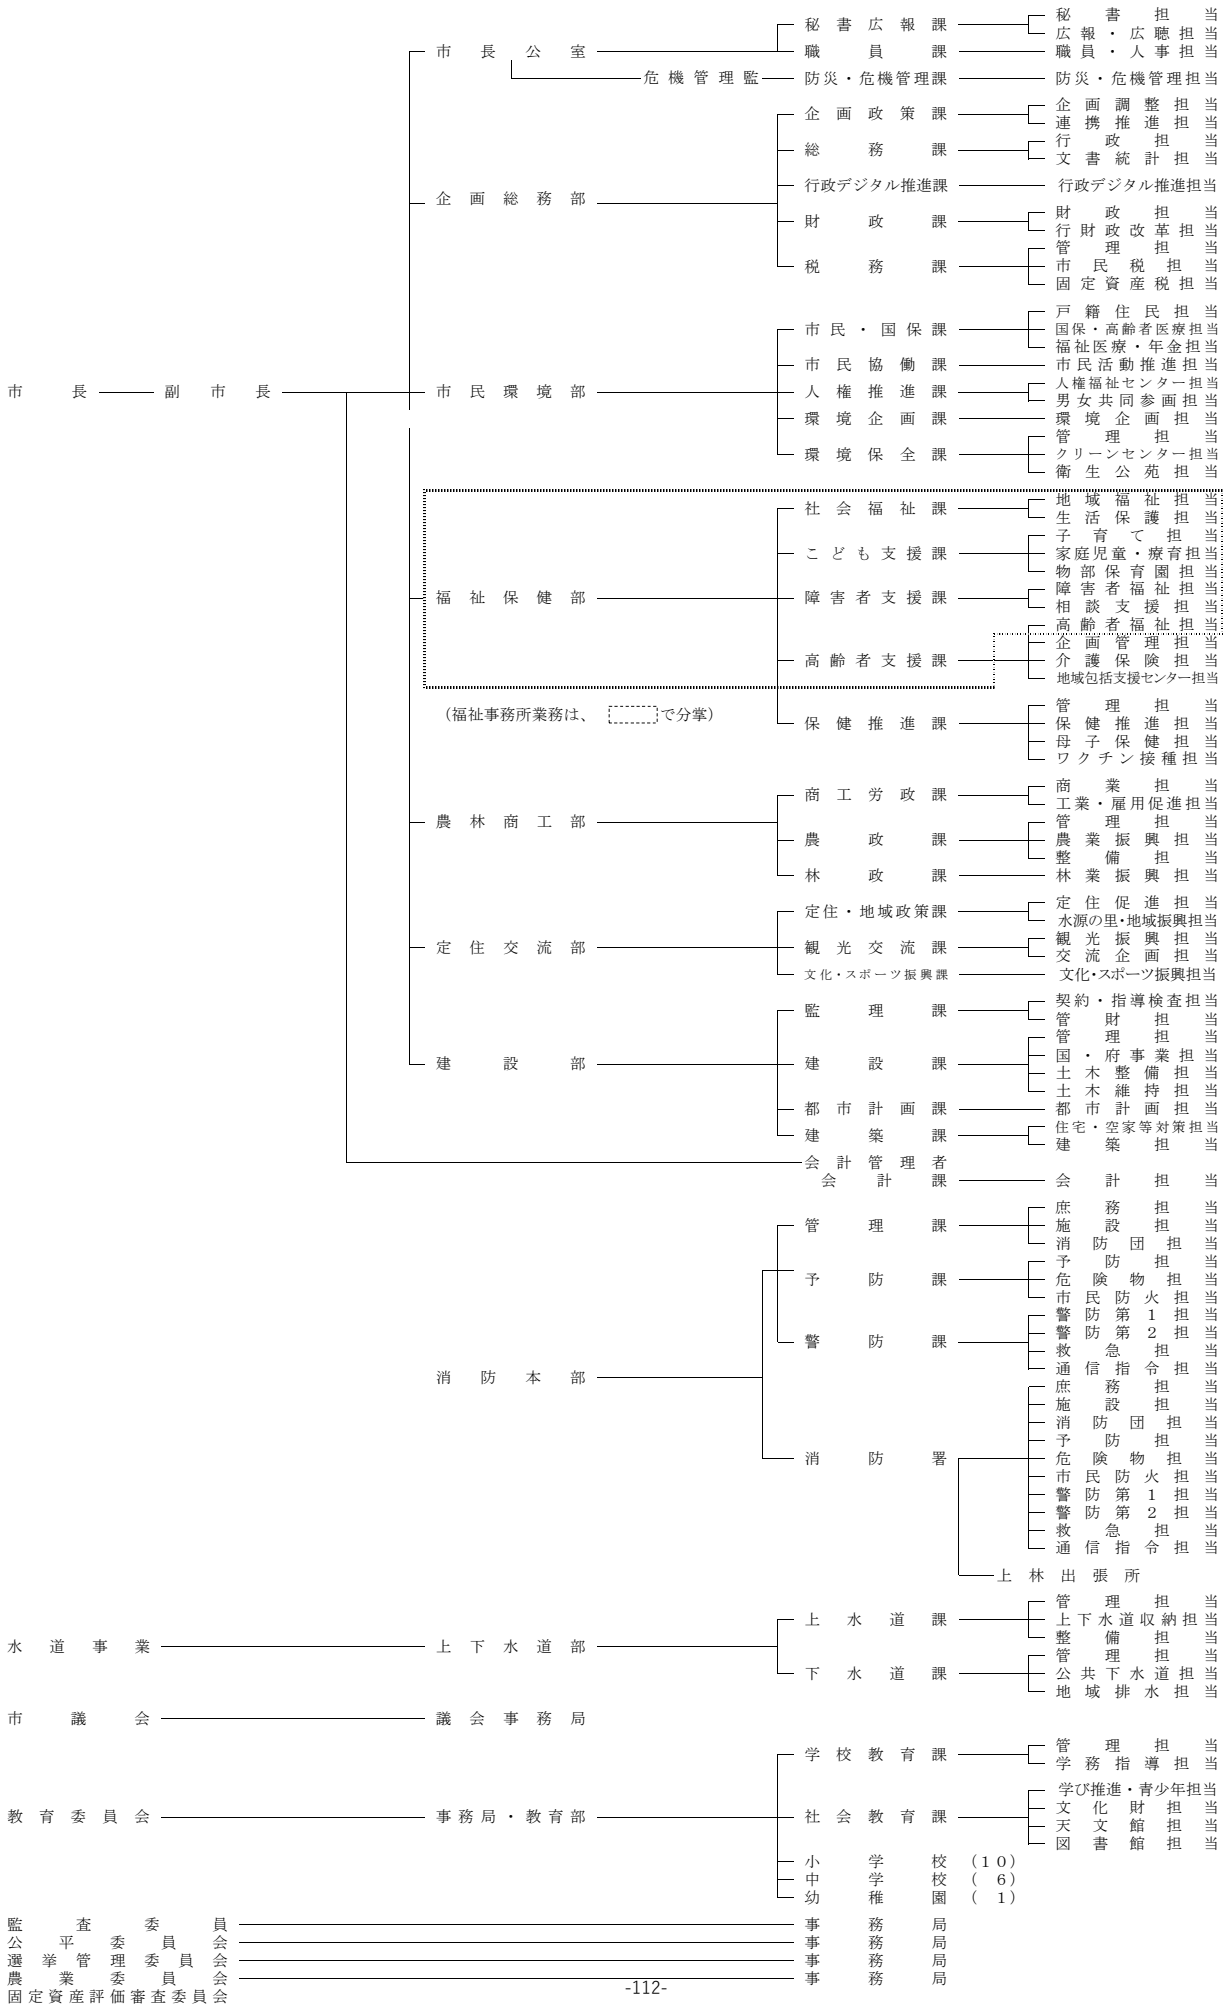 秘書担当
秘書広報課
広報・広聴担当
市長公室 職員課 職員・人事担当
危機管理監 防災・危機管理課 防災・危機管理担当
企画調整担当
企画政策課
連携推進担当
行政担当
総務課
文書統計担当
行政デジタル推進課 行政デジタル推進担当
企画総務部
財政担当
財政課
行財政改革担当
管理担当
税務課 市民税担当
固定資産税担当
戸籍住民担当
市民・国保課 国保・高齢者医療担当
福祉医療・年金担当
市民協働課 市民活動推進担当
人権福祉センター担当
市長 副市長 市民環境部 人権推進課
男女共同参画担当
環境企画課 環境企画担当
管理担当
環境保全課 クリーンセンター担当
衛生公苑担当
地域福祉担当
社会福祉課
生活保護担当
子育て担当
こども支援課 家庭児童・療育担当
物部保育園担当
障害者福祉担当
福祉保健部 障害者支援課
相談支援担当
高齢者福祉担当
企画管理担当
高齢者支援課 介護保険担当
地域包括支援センター担当
管理担当
(福祉事務所業務は、 で分掌)
保健推進課 保健推進担当
母子保健担当
ワクチン接種担当
商業担当
商工労政課
工業・雇用促進担当
農林商工部 管理担当
農政課 農業振興担当
整備担当
林政課 林業振興担当
定住促進担当
定住・地域政策課
水源の里・地域振興担当
観光振興担当
定住交流部 観光交流課
交流企画担当
文化・スポーツ振興課 文化・スポーツ振興担当
契約・指導検査担当
監理課
管財担当
管理担当
国・府事業担当
建設部 建設課
土木整備担当
土木維持担当
都市計画課 都市計画担当
住宅・空家等対策担当
建築課
建築担当
会計管理者
会計課 会計担当
庶務担当
管理課 施設担当
消防団担当
予防担当
予防課 危険物担当
市民防火担当
警防第1担当
警防第2担当
警防課
救急担当
通信指令担当
消防本部
庶務担当
施設担当
消防団担当
予防担当
消防署 危険物担当
市民防火担当
警防第1担当
警防第2担当
救急担当
通信指令担当
上林出張所
管理担当
上水道課 上下水道収納担当
整備担当
水道事業 上下水道部
管理担当
下水道課 公共下水道担当
地域排水担当
市議会 議会事務局
管理担当
学校教育課
学務指導担当
学び推進・青少年担当
文化財担当
教育委員会 事務局・教育部 社会教育課
天文館担当
図書館担当
小学校 (10)
中学校 (6)
幼稚園 (1)
監査委員 事務局
公平委員会 事務局
選挙管理委員会 事務局
農業委員会 事務局
固定資産評価審査委員会
-112-